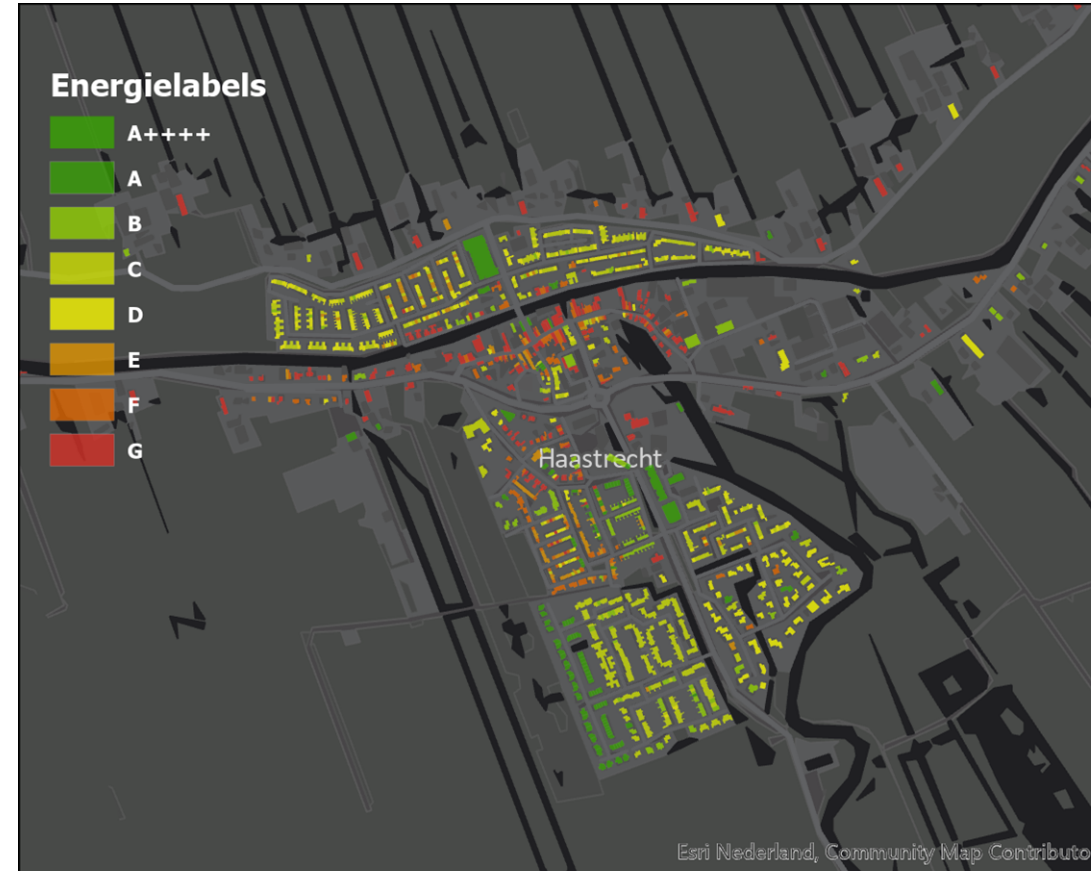 Energielabels
A++++
A
B
C
D
E
F
G
Haastrecht
Esri Nederland, Community Map Contributo